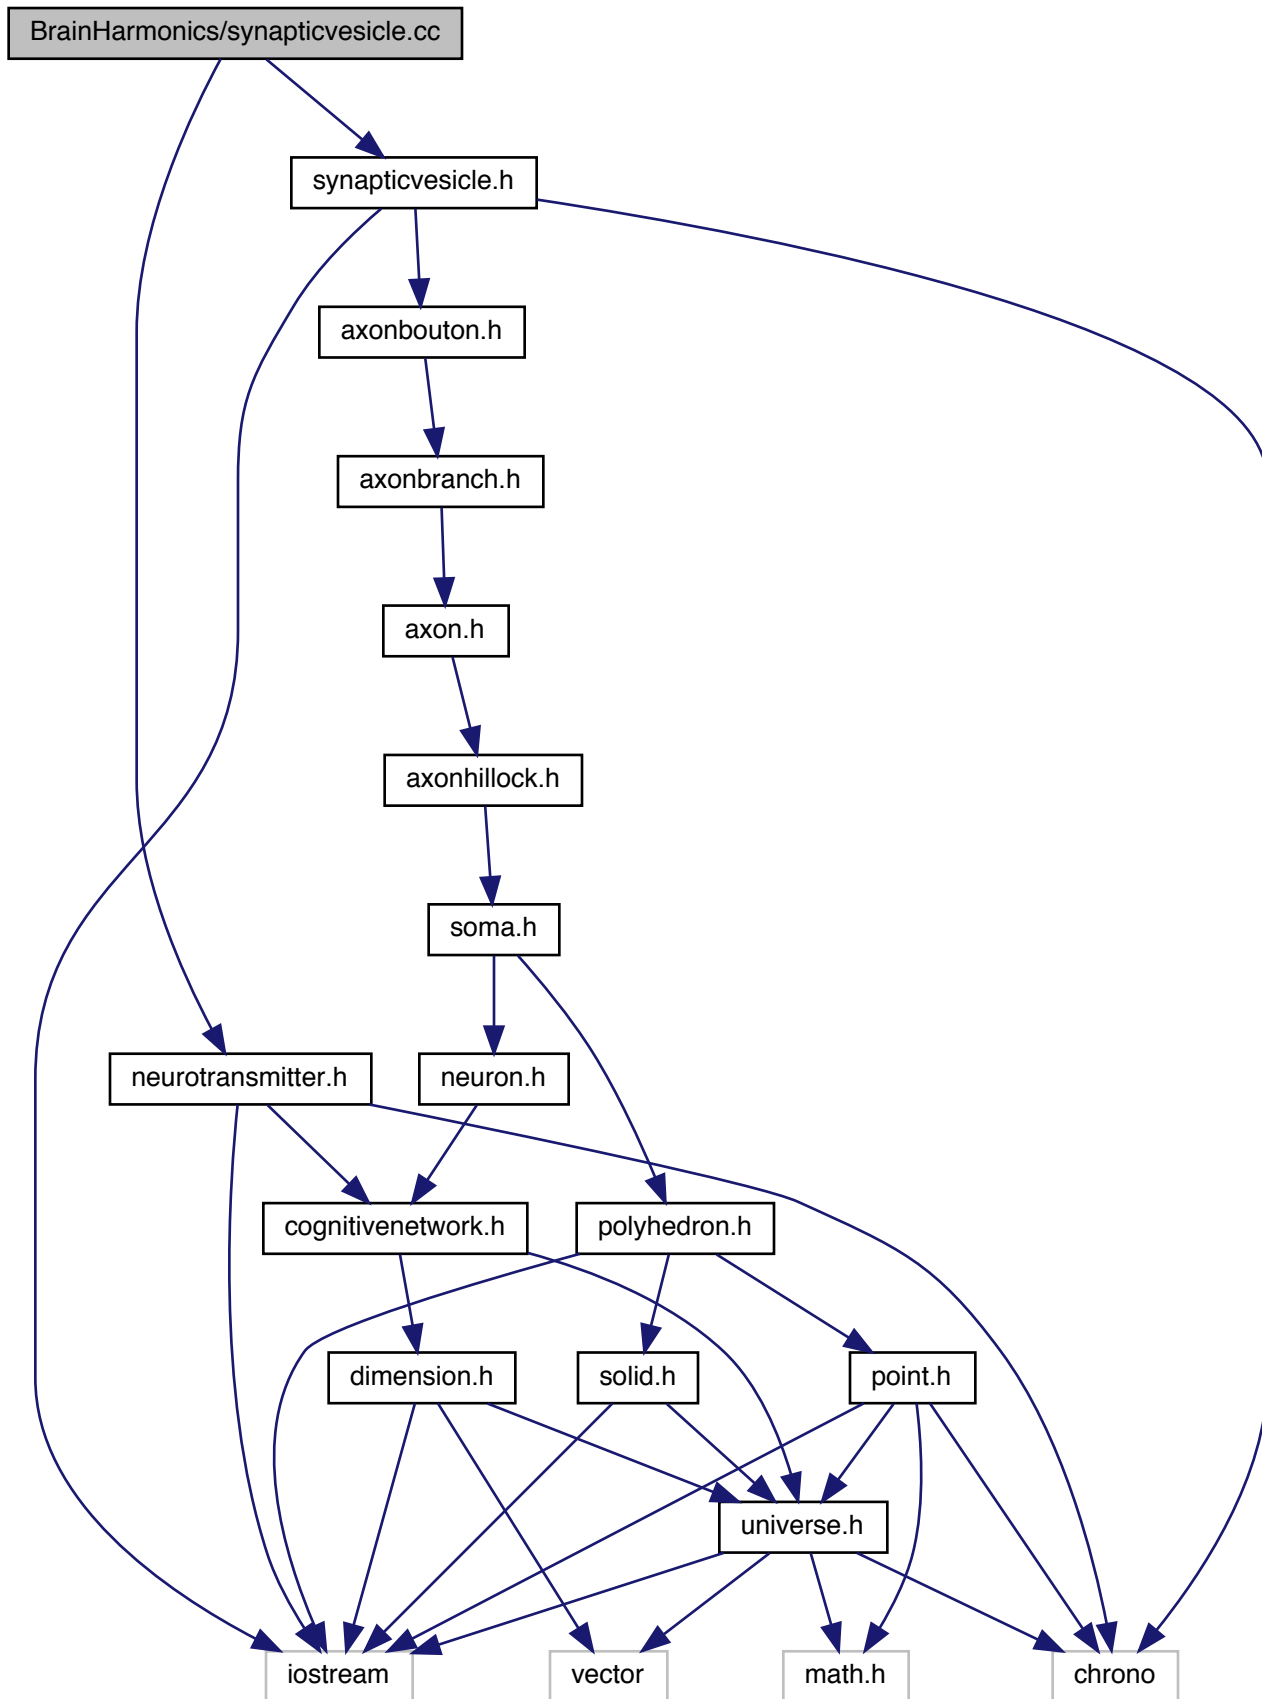 BrainHarmonics/synapticvesicle.cc
synapticvesicle.h
axonbouton.h
axonbranch.h
axon.h
axonhillock.h
soma.h
neurotransmitter.h
neuron.h
cognitivenetwork.h
polyhedron.h
dimension.h
solid.h
point.h
universe.h
iostream
vector
math.h
chrono